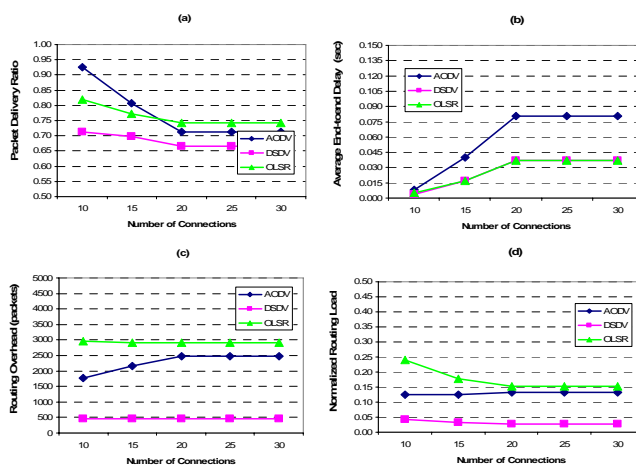 (a)
Packet Delivery Ratio
1.00
0.95
0.90
0.85
0.80
0.75
0.70
0.65
0.60
0.55
0.50
10 15 20 25 30
Number of Connections
AODV
DSDV
OLSR
(b)
Average End-to-end Delay (sec)
0.150
0.135
0.120
0.105
0.090
0.075
0.060
0.045
0.030
0.015
0.000
10 15 20 25 30
Number of Connections
AODV
DSDV
OLSR
(c)
Routing Overhead (packets)
5000
4500
4000
3500
3000
2500
2000
1500
1000
500
0
10 15 20 25 30
Number of Connections
AODV
DSDV
OLSR
(d)
Normalized Routing Load
0.50
0.45
0.40
0.35
0.30
0.25
0.20
0.15
0.10
0.05
0.00
10 15 20 25 30
Number of Connections
AODV
DSDV
OLSR